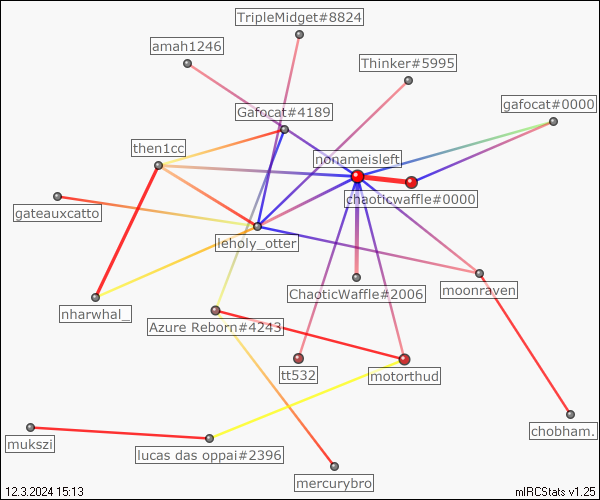 TripleMidget#8824
amah1246
Thinker#5995
gafocat#0000
Gafocat#4189
then1cc
nonameisleft
chaoticwaffle#0000
gateauxcatto
leholy_otter
moonraven
ChaoticWaffle#2006
nharwhal_
Azure Reborn#4243
tt532
motorthud
chobham.
mukszi
lucas das oppai#2396
mercurybro
12.3.2024 15:13
mIRCStats v1.25